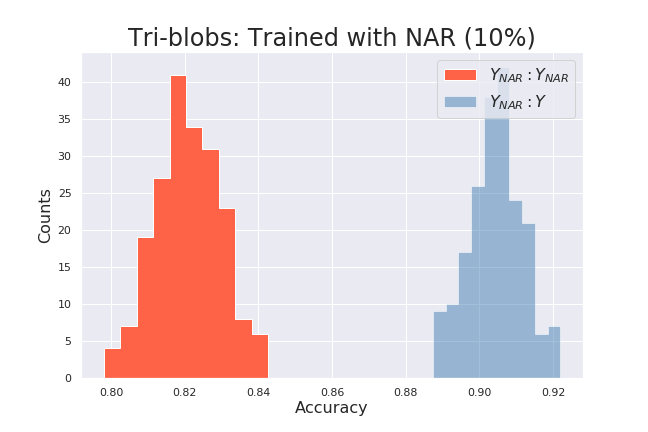 Tri-blobs: Trained with NAR (10%)
Y_NAR : Y_NAR
Y_NAR : Y
Counts
40
35
30
25
20
15
10
5
0
0.80 0.82 0.84 0.86 0.88 0.90 0.92
Accuracy